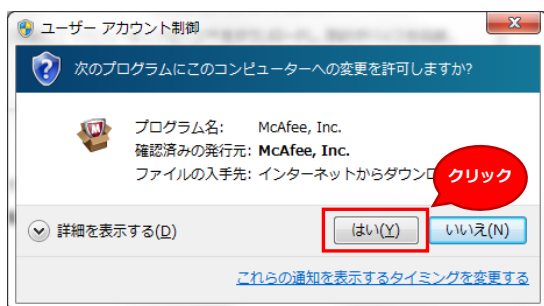 ユーザー アカウント制御
次のプログラムにこのコンピューターへの変更を許可しますか?
プログラム名: McAfee, Inc.
確認済みの発行元: McAfee, Inc.
ファイルの入手先: インターネットからダウンロ
クリック
詳細を表示する(D)
はい(Y)
いいえ(N)
これらの通知を表示するタイミングを変更する